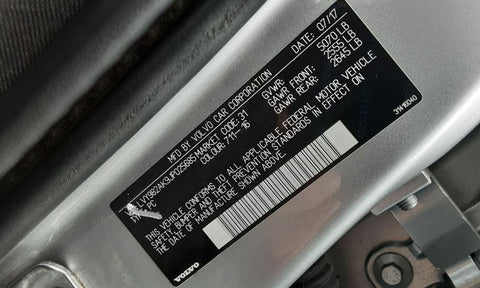 MFD BY VOLVO CAR CORPORATION DATE: 07/17
GVWR: 5070 LB
GAWR FRONT: 2555 LB
GAWR REAR: 2645 LB
MARKET CODE: 31
COLOUR: 711- 16
PC
THIS VEHICLE CONFORMS TO ALL APPLICABLE FEDERAL MOTOR VEHICLE
SAFETY, BUMPER AND THEFT PREVENTION STANDARDS IN EFFECT ON
THE DATE OF MANUFACTURE SHOWN ABOVE.
VOLVO
31419340